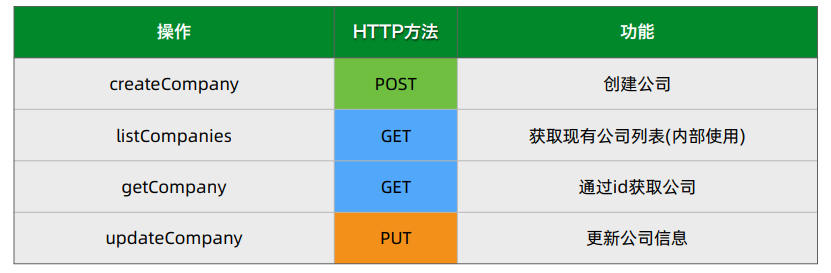 操作 HTTP方法 功能
createCompany POST 创建公司
listCompanies GET 获取现有公司列表(内部使用)
getCompany GET 通过id获取公司
updateCompany PUT 更新公司信息